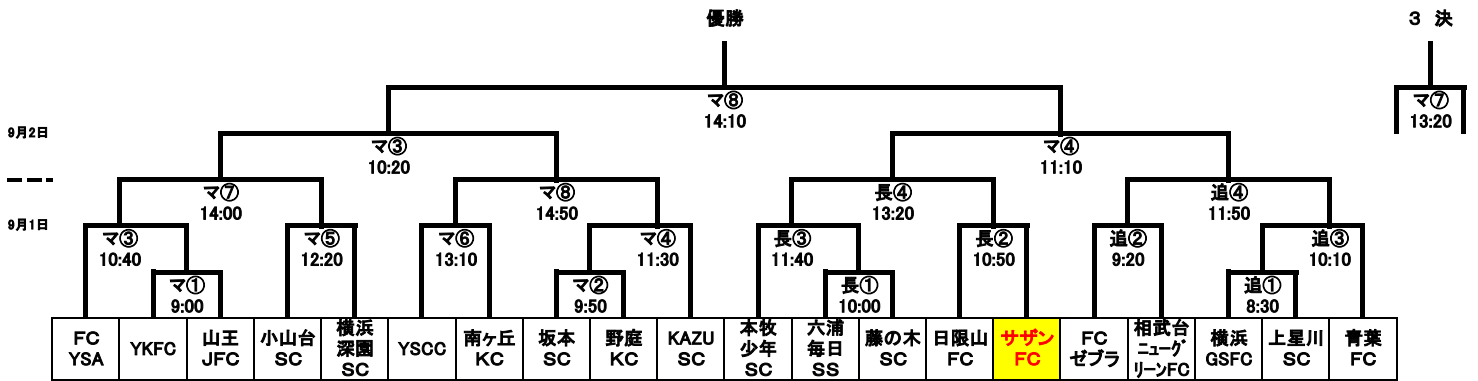 優勝
３ 決
マ⑧
14:10
マ⑦
13:20
9月2日
マ③
10:20
マ④
11:10
マ⑦
14:00
マ⑧
14:50
長④
13:20
追④
11:50
9月1日
マ③
10:40
マ⑤
12:20
マ⑥
13:10
マ④
11:30
長③
11:40
長②
10:50
追②
9:20
追③
10:10
マ①
9:00
マ②
9:50
長①
10:00
追①
8:30
FC
YSA
YKFC
山王
JFC
小山台
SC
横浜
深園
SC
YSCC
南ヶ丘
KC
坂本
SC
野庭
KC
KAZU
SC
本牧
少年
SC
六浦
毎日
SS
藤の木
SC
日限山
FC
サザン
FC
FC
ゼブラ
相武台
ニューグ
リーンFC
横浜
GSFC
上星川
SC
青葉
FC